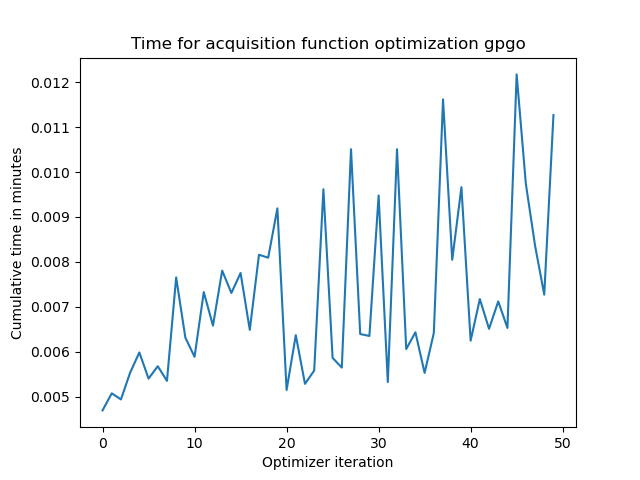 Time for acquisition function optimization gpgo
0.012
0.011
0.010
0.009
0.008
0.007
0.006
0.005
Cumulative time in minutes
0 10 20 30 40 50
Optimizer iteration